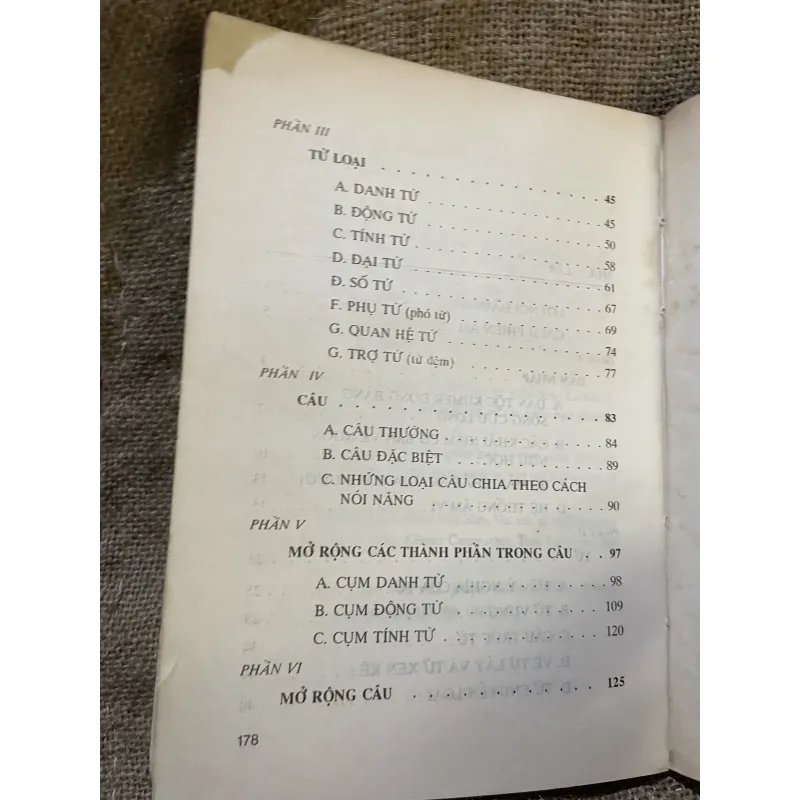 PHẦN III
TỪ LOẠI . . . . . . . . . . . . . . 45
A. DANH TỪ . . . . . . . . . . . . 45
B. ĐỘNG TỪ . . . . . . . . . . . . 50
C. TÍNH TỪ . . . . . . . . . . . . 58
D. ĐẠI TỪ . . . . . . . . . . . . 61
Đ. SỐ TỪ . . . . . . . . . . . . 67
F. PHỤ TỪ (phó từ) . . . . . . . . . . 69
G. QUAN HỆ TỪ . . . . . . . . . . 74
G. TRỢ TỪ (từ đệm) . . . . . . . . . . 77
PHẦN IV
CÂU . . . . . . . . . . . . . . 83
A. CÂU THƯỜNG . . . . . . . . . . 84
B. CÂU ĐẶC BIỆT . . . . . . . . . . 89
C. NHỮNG LOẠI CÂU CHIA THEO CÁCH
NÓI NĂNG . . . . . . . . . . . . 90
PHẦN V
MỞ RỘNG CÁC THÀNH PHẦN TRONG CÂU . . 97
A. CỤM DANH TỪ . . . . . . . . . . 98
B. CỤM ĐỘNG TỪ . . . . . . . . . . 109
C. CỤM TÍNH TỪ . . . . . . . . . . 120
PHẦN VI
MỞ RỘNG CÂU . . . . . . . . . . . . 125
178